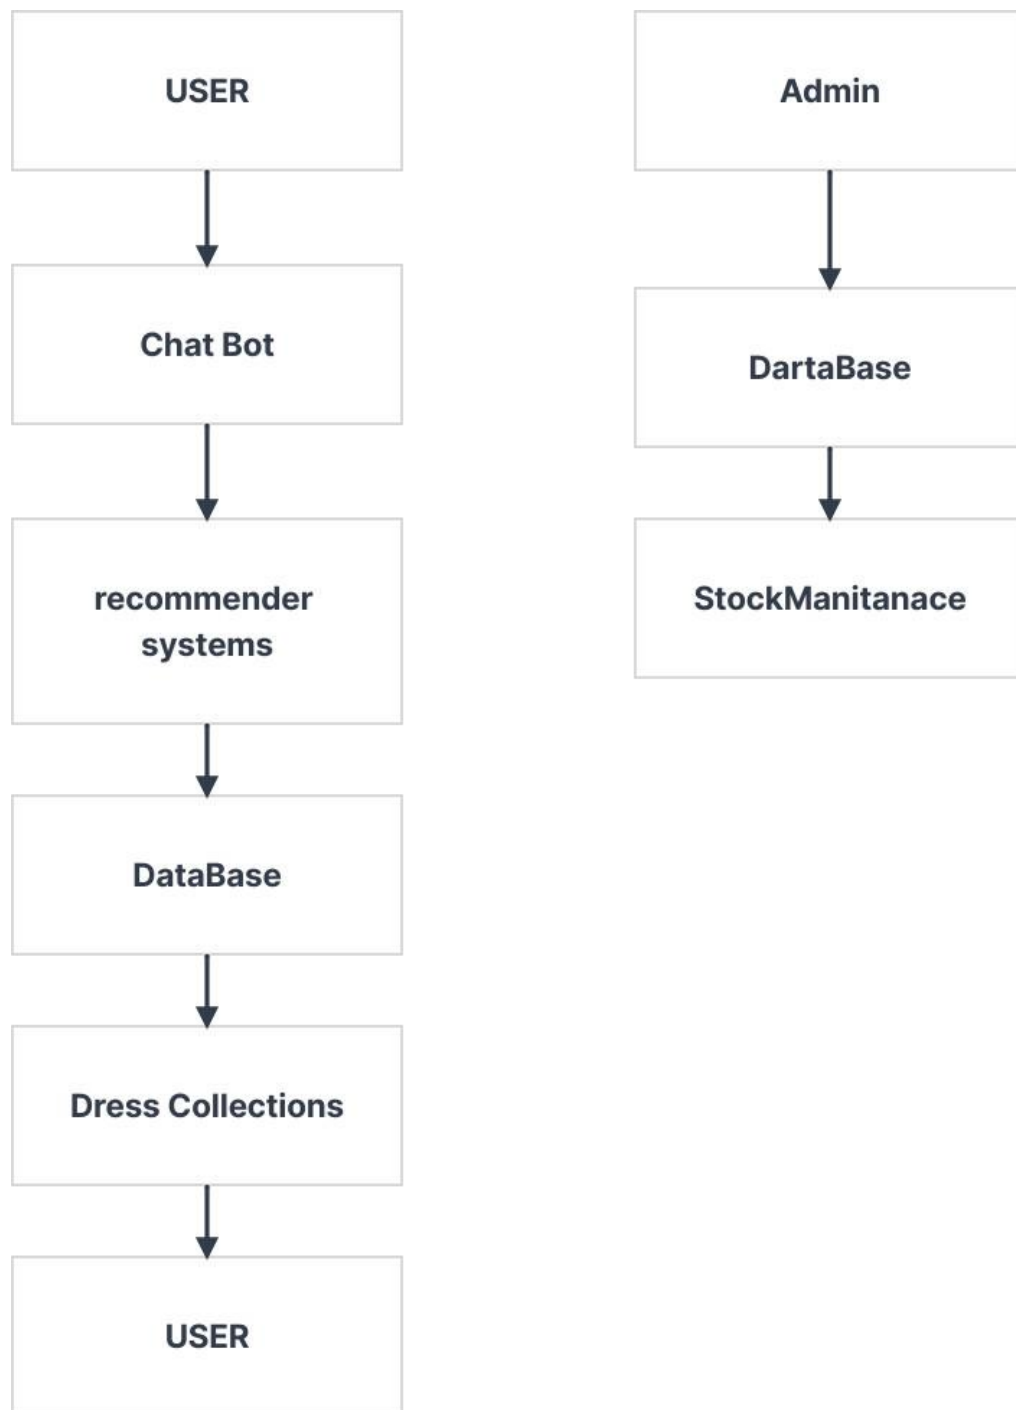 USER
Chat Bot
recommender
systems
DataBase
Dress Collections
USER
Admin
DartaBase
StockManitanace